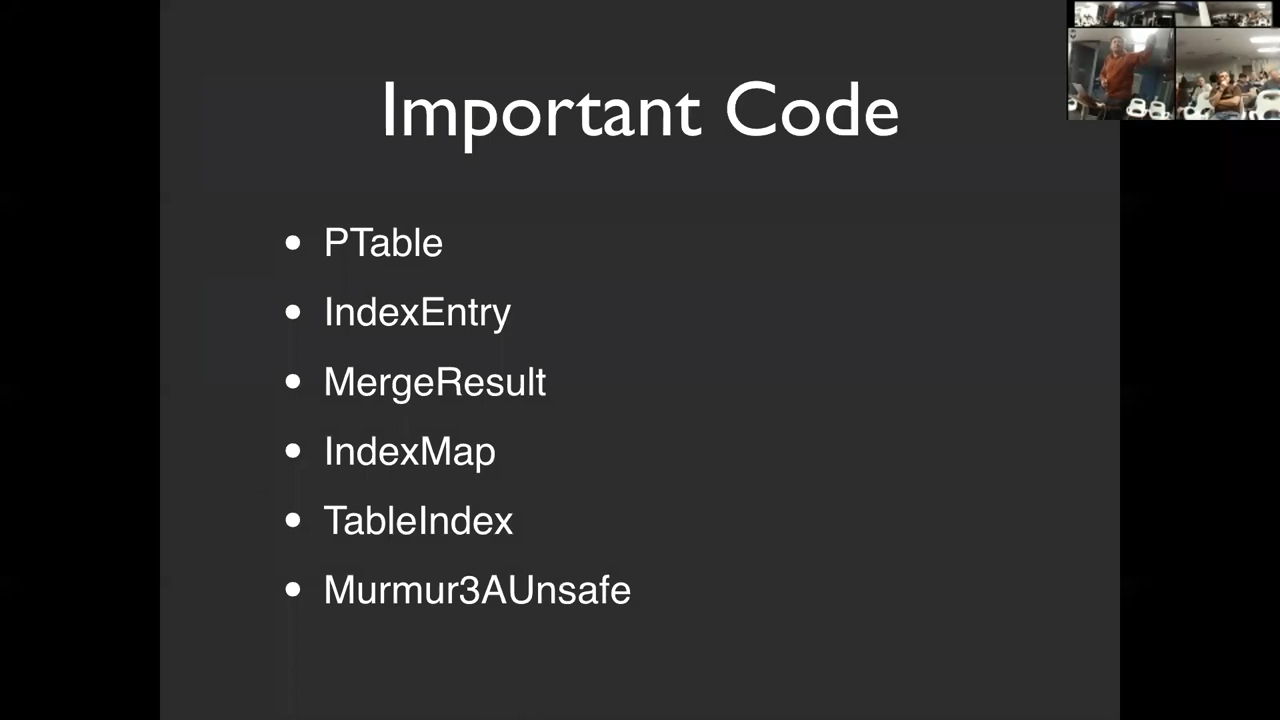 Important Code
• PTable
• IndexEntry
• MergeResult
• IndexMap
• TableIndex
• Murmur3AUnsafe